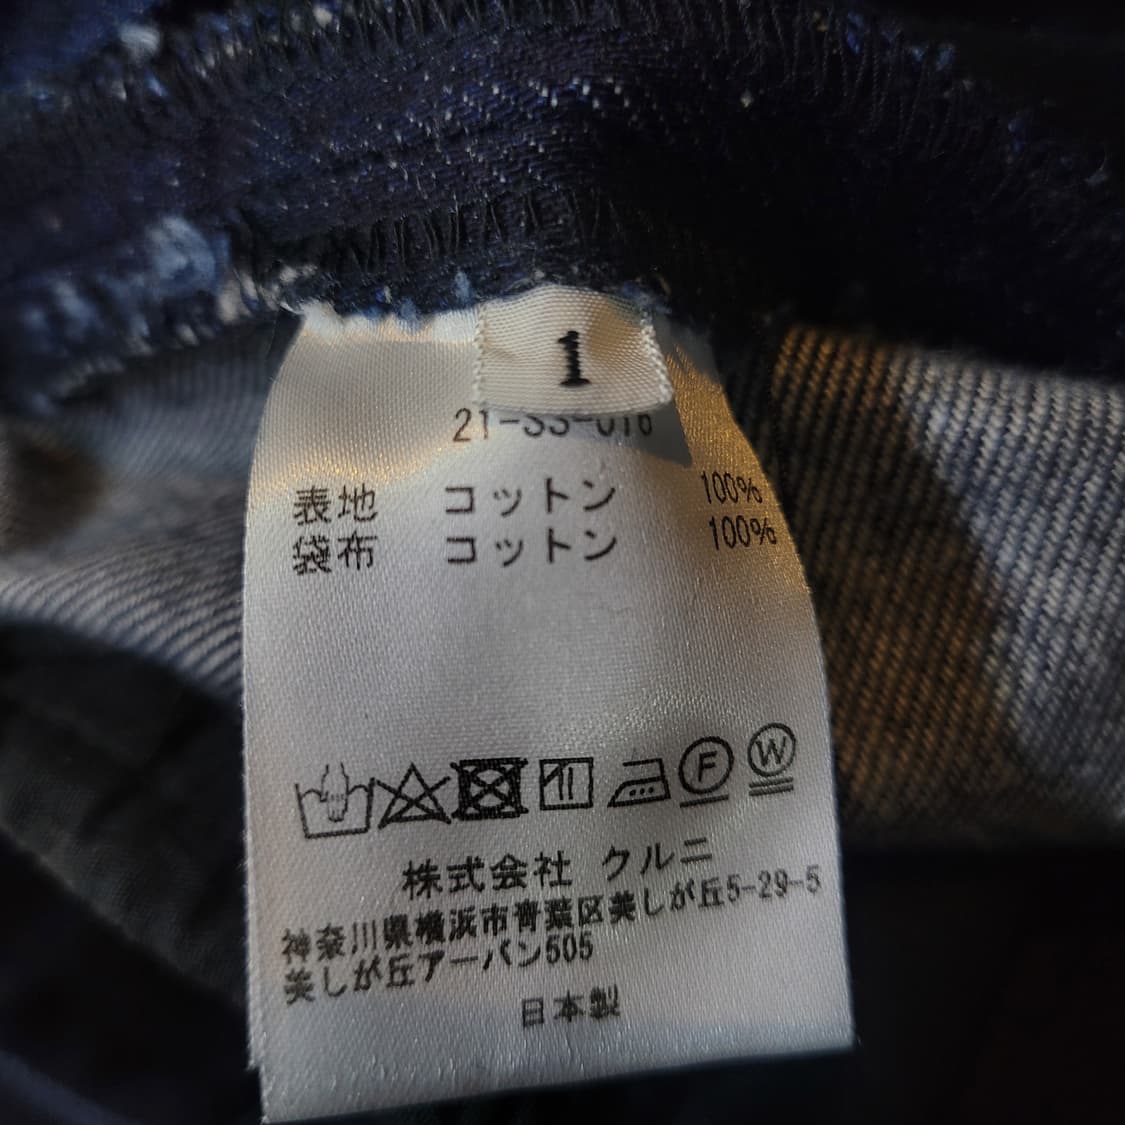 1
21-SS-016
表地 コットン 100%
袋布 コットン 100%
F W
株式会社 クルニ
神奈川県横浜市青葉区美しが丘5-29-5
美しが丘アーバン505
日本製